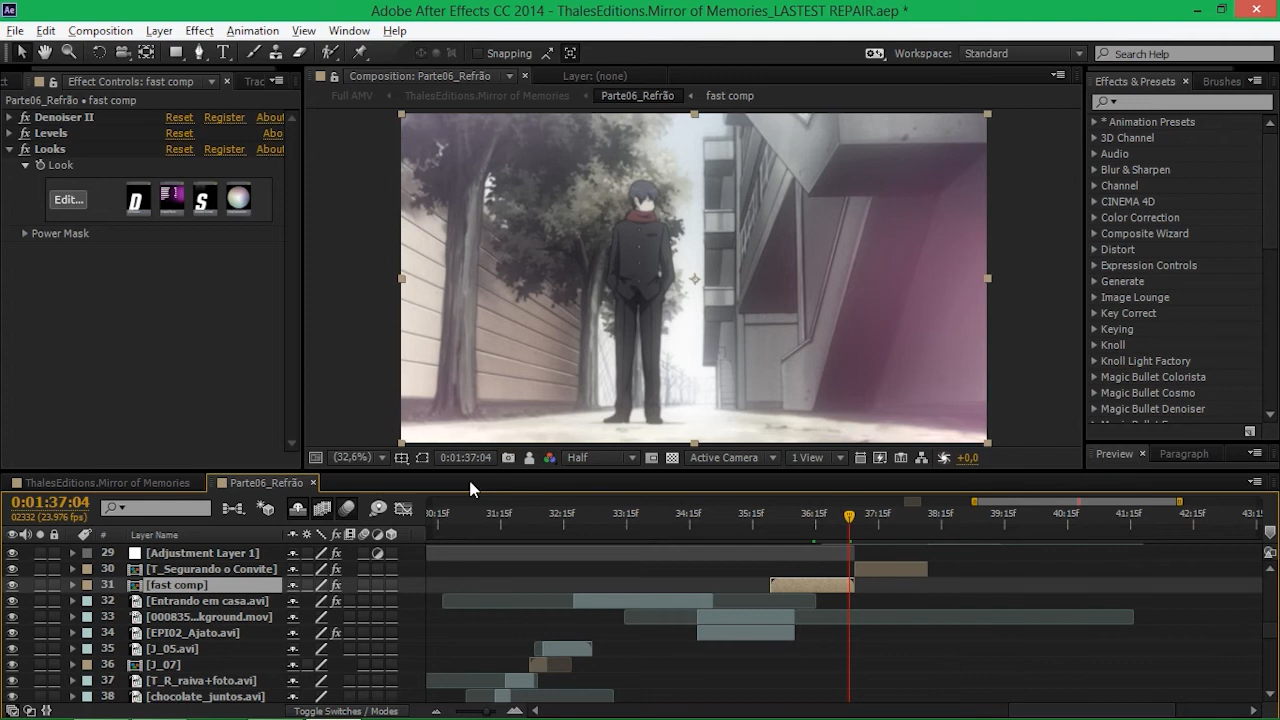 Ae
Adobe After Effects CC 2014 - ThalesEditions.Mirror of Memories_LASTEST REPAIR.aep *
File Edit Composition Layer Effect Animation View Window Help
Snapping Workspace: Standard Search Help
Effect Controls: fast comp Trac
Composition: Parte06_Refrão Layer: (none)
Effects & Presets Brushes
Parte06_Refrão • fast comp
Full AMV ThalesEditions.Mirror of Memories Parte06_Refrão fast comp
fx Denoiser II Reset Register About
fx Levels Reset Abo
fx Looks Reset Register About
Look
Edit...
D
S
Power Mask
* Animation Presets
3D Channel
Audio
Blur & Sharpen
Channel
CINEMA 4D
Color Correction
Composite Wizard
Distort
Expression Controls
Generate
Image Lounge
Key Correct
Keying
Knoll
Knoll Light Factory
Magic Bullet Colorista
Magic Bullet Cosmo
Magic Bullet Denoiser
Preview Paragraph
(32,6%) 0:01:37:04 Half Active Camera 1 View +0,0
ThalesEditions.Mirror of Memories Parte06_Refrão
0:01:37:04
02332 (23.976 fps)
0:15f 31:15f 32:15f 33:15f 34:15f 35:15f 36:15f 37:15f 38:15f 39:15f 40:15f 41:15f 42:15f 43:1
# Layer Name
29 [Adjustment Layer 1]
30 [T_Segurando o Convite]
31 [fast comp]
32 [Entrando em casa.avi]
33 [000835...kground.mov]
34 [EPI02_Ajato.avi]
35 [J_05.avi]
36 [J_07]
37 [T_R_raiva+foto.avi]
38 [chocolate_juntos.avi]
Toggle Switches / Modes